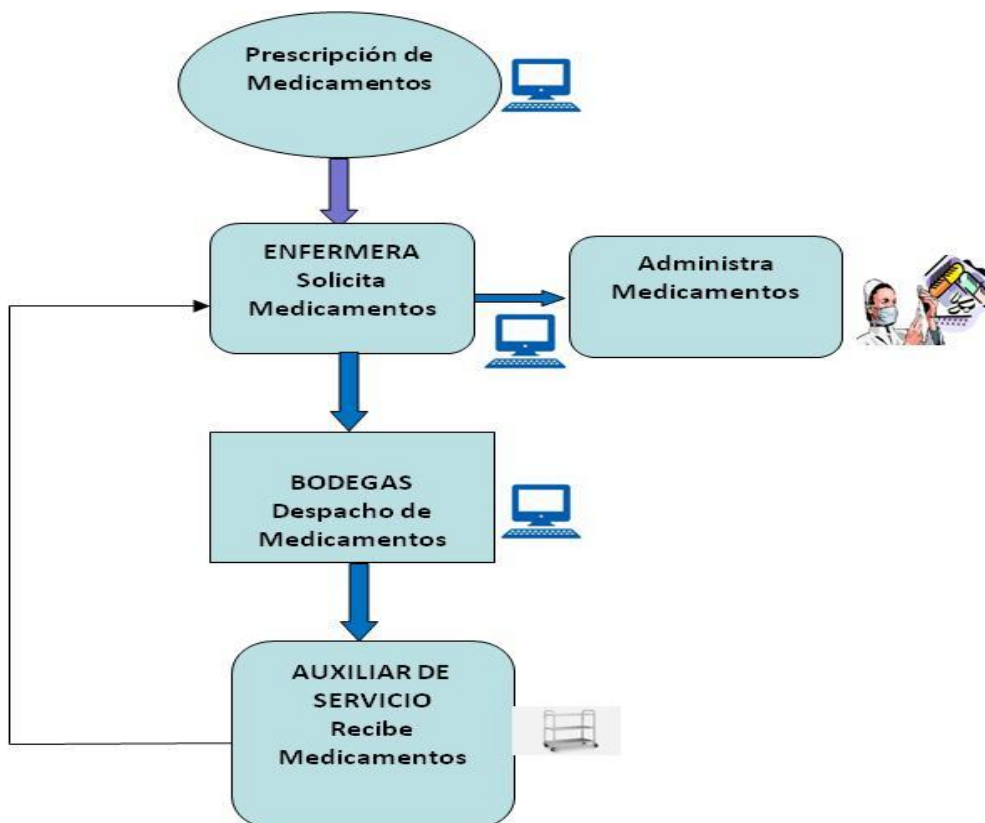 Prescripción de
Medicamentos
ENFERMERA
Solicita
Medicamentos
Administra
Medicamentos
BODEGAS
Despacho de
Medicamentos
AUXILIAR DE
SERVICIO
Recibe
Medicamentos